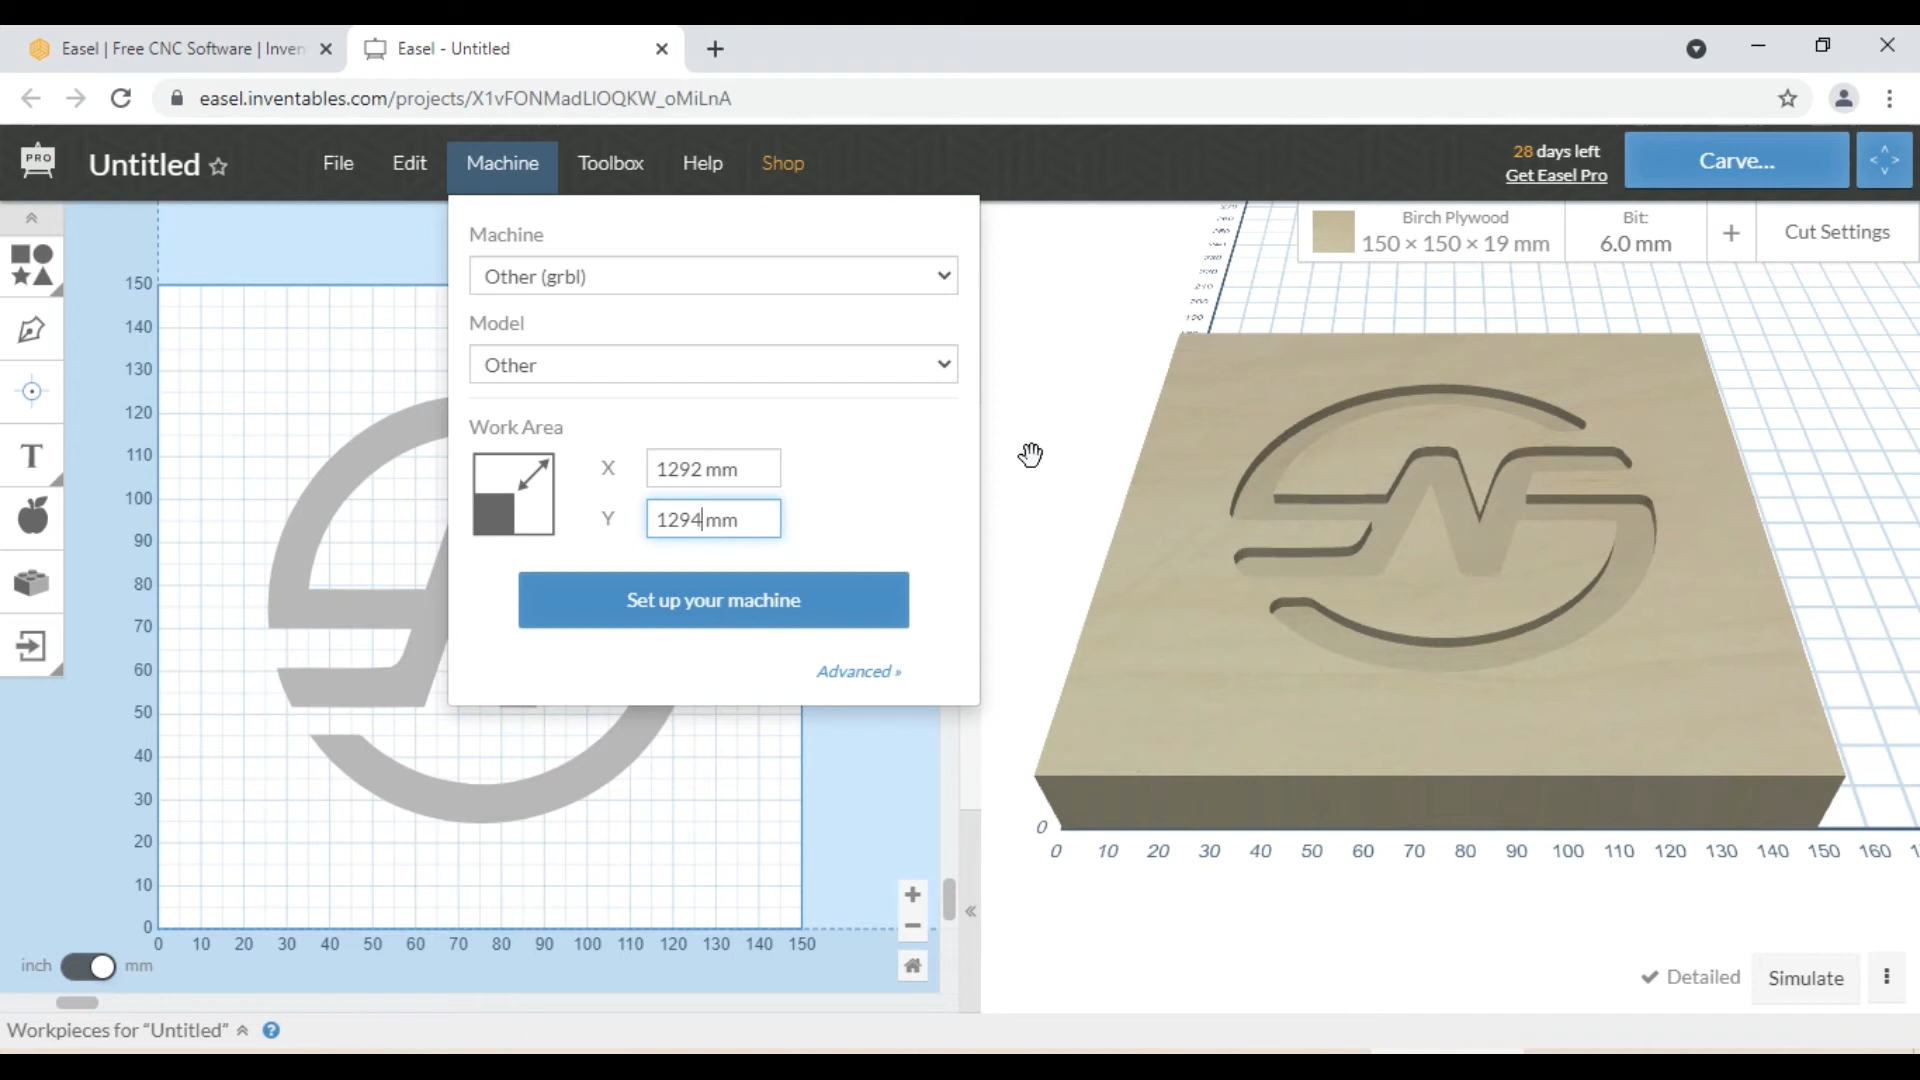 Easel | Free CNC Software | Inven
Easel - Untitled
easel.inventables.com/projects/X1vFONMadLlOQKW_oMiLnA
PRO
Untitled
File
Edit
Machine
Toolbox
Help
Shop
28 days left
Get Easel Pro
Carve...
Machine
Other (grbl)
Model
Other
Work Area
X
1292 mm
Y
1294 mm
Set up your machine
Advanced »
Birch Plywood
150 × 150 × 19 mm
Bit:
6.0 mm
Cut Settings
T
150
140
130
120
110
100
90
80
70
60
50
40
30
20
10
0
0 10 20 30 40 50 60 70 80 90 100 110 120 130 140 150
inch
mm
0
0 10 20 30 40 50 60 70 80 90 100 110 120 130 140 150 160
Detailed
Simulate
Workpieces for “Untitled”
?